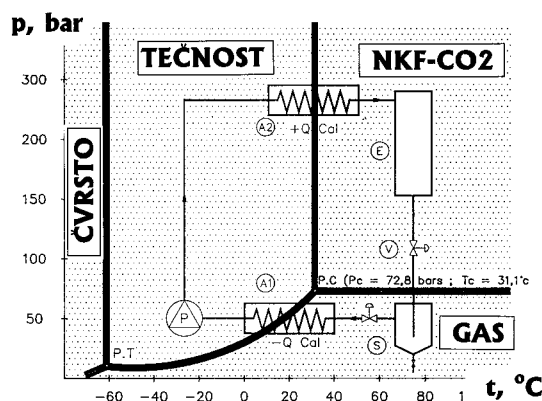 p, bar
TEČNOST
NKF-CO2
300
200
150
100
50
ČVRSTO
A2
+Q Cal
E
V
P.C (Pc = 72,8 bars ; Tc = 31,1°c
A1
P
-Q Cal
S
GAS
P.T
-60 -40 -20 0 20 40 60 80 1
t, °C